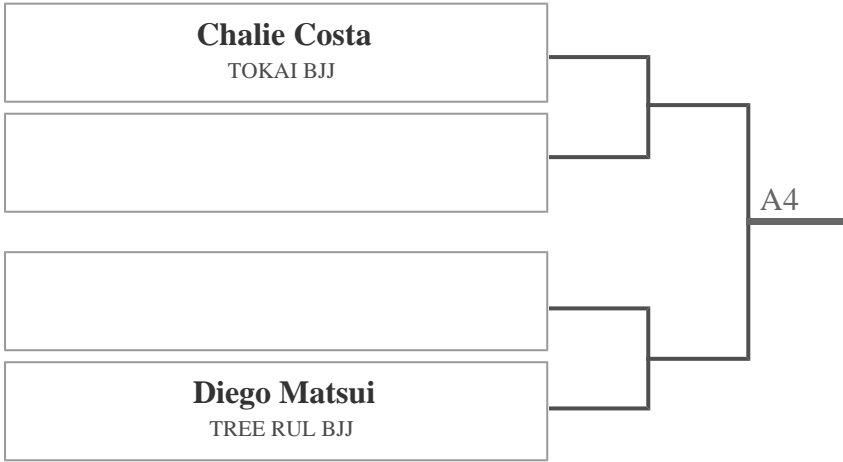 Chalie Costa
TOKAI BJJ
A4
Diego Matsui
TREE RUL BJJ